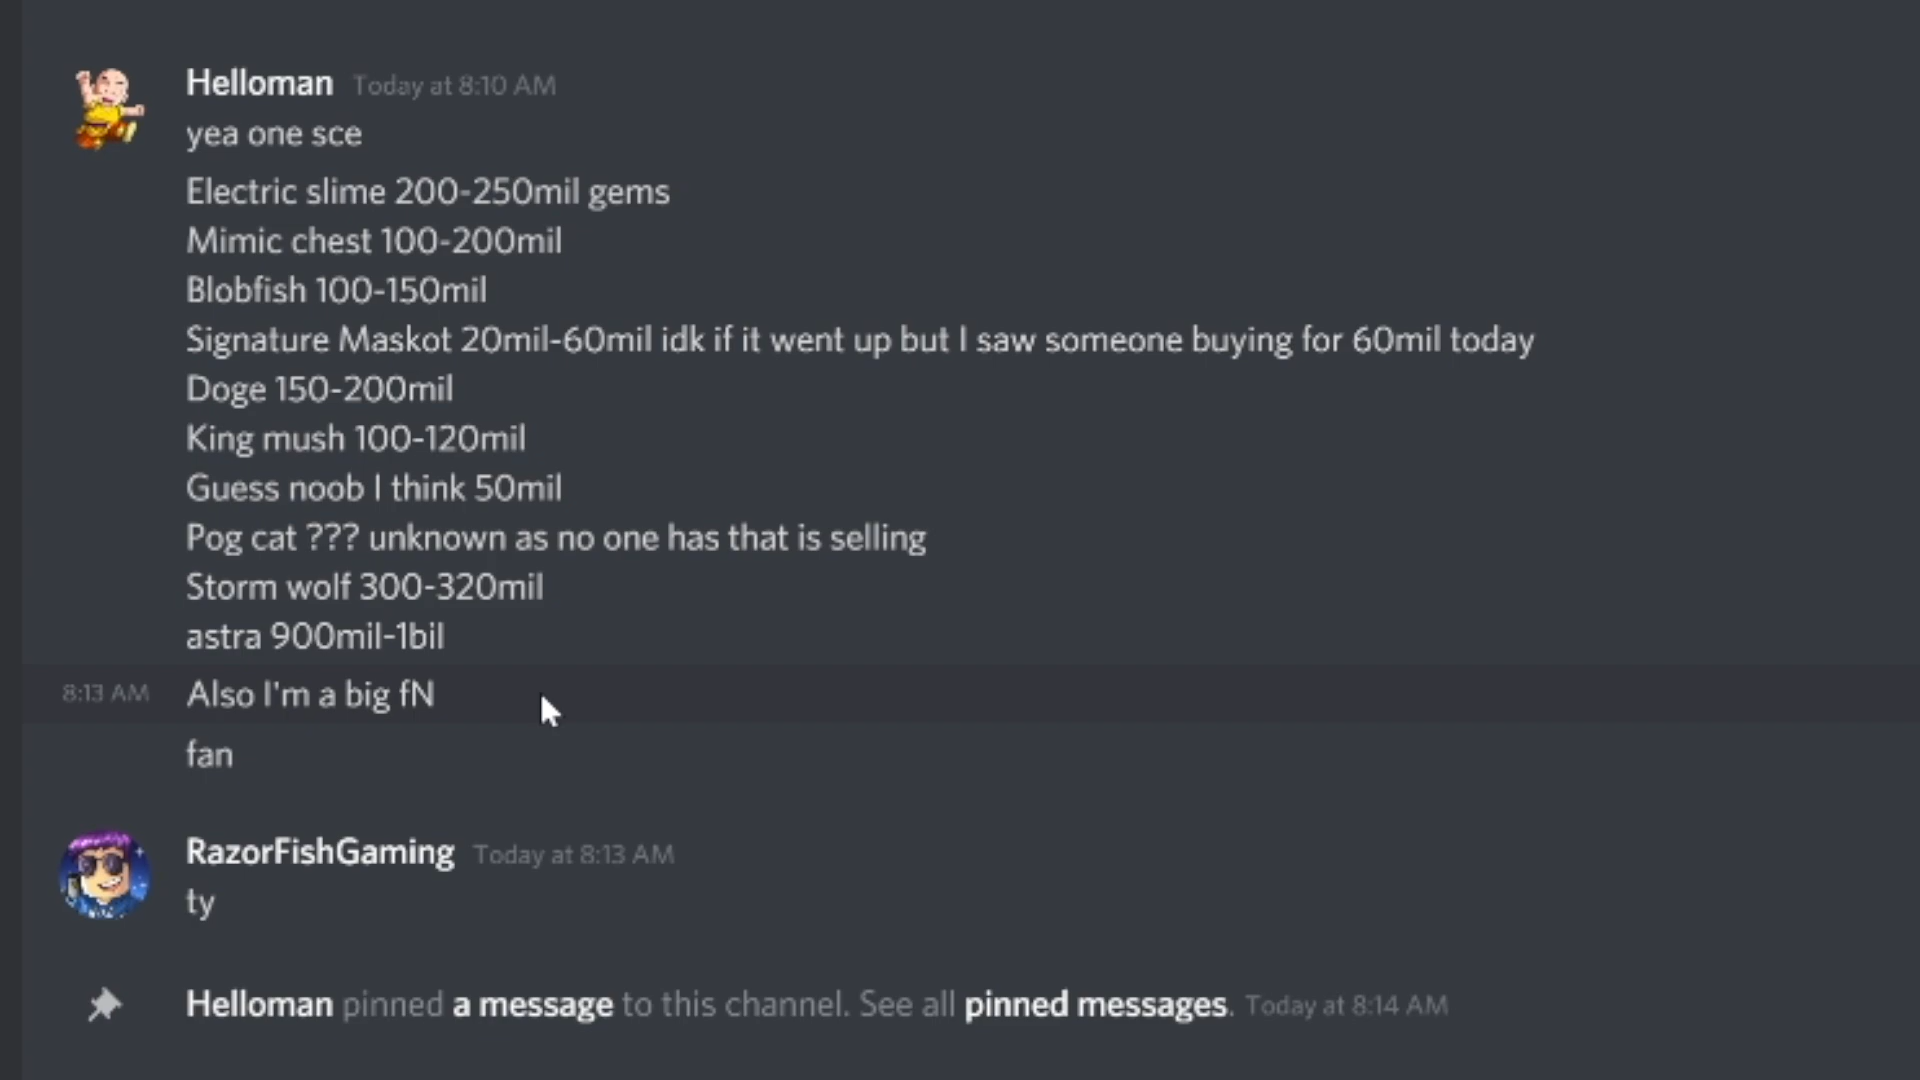 Helloman Today at 8:10 AM
yea one sce
Electric slime 200-250mil gems
Mimic chest 100-200mil
Blobfish 100-150mil
Signature Maskot 20mil-60mil idk if it went up but I saw someone buying for 60mil today
Doge 150-200mil
King mush 100-120mil
Guess noob I think 50mil
Pog cat ??? unknown as no one has that is selling
Storm wolf 300-320mil
astra 900mil-1bil
8:13 AM Also I'm a big fN
fan
RazorFishGaming Today at 8:13 AM
ty
Helloman pinned a message to this channel. See all pinned messages. Today at 8:14 AM